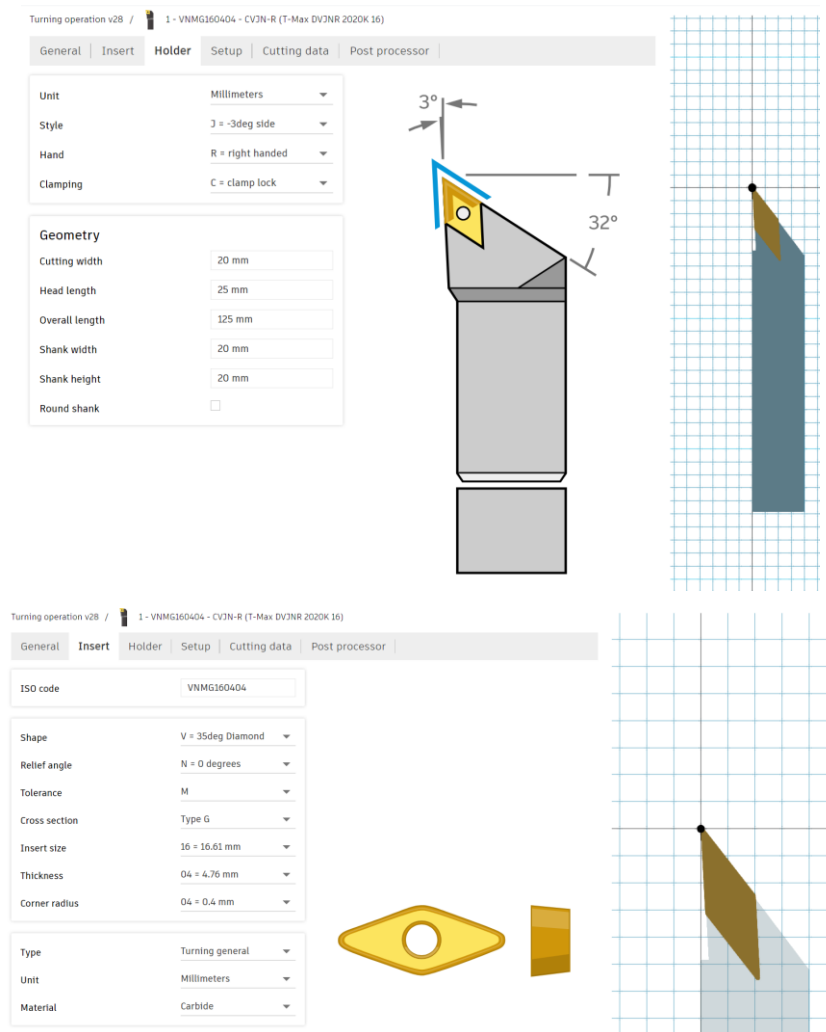 Turning operation v28 / 1 - VNMG160404 - CVJN-R (T-Max DVJNR 2020K 16)
General Insert Holder Setup Cutting data Post processor
Unit Millimeters
Style J = -3deg side
Hand R = right handed
Clamping C = clamp lock
Geometry
Cutting width 20 mm
Head length 25 mm
Overall length 125 mm
Shank width 20 mm
Shank height 20 mm
Round shank
3°
32°
Turning operation v28 / 1 - VNMG160404 - CVJN-R (T-Max DVJNR 2020K 16)
General Insert Holder Setup Cutting data Post processor
ISO code VNMG160404
Shape V = 35deg Diamond
Relief angle N = 0 degrees
Tolerance M
Cross section Type G
Insert size 16 = 16.61 mm
Thickness 04 = 4.76 mm
Corner radius 04 = 0.4 mm
Type Turning general
Unit Millimeters
Material Carbide